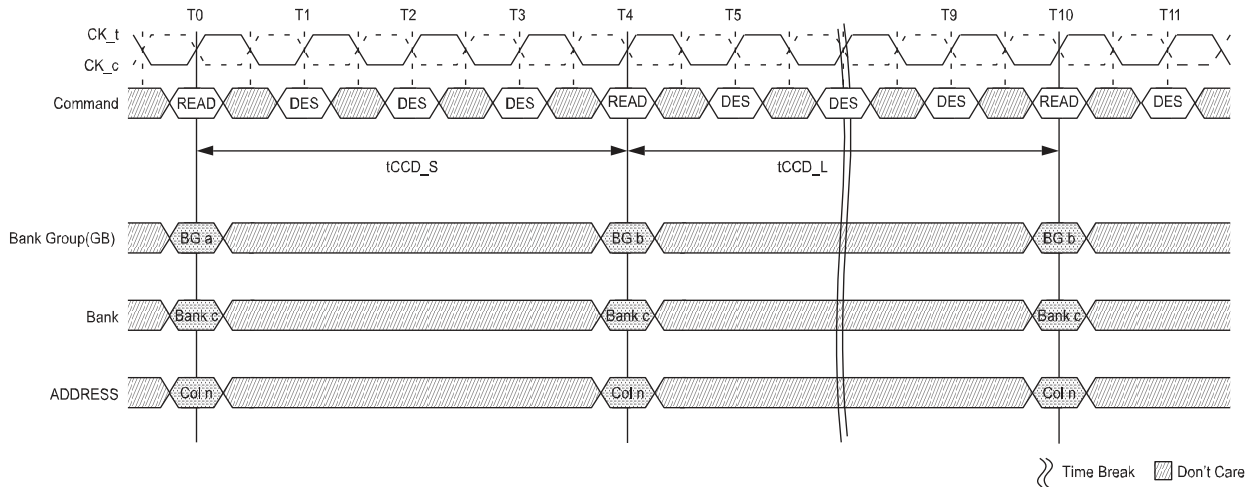 T0 T1 T2 T3 T4 T5 T9 T10 T11
CK_t
CK_c
Command READ DES DES DES READ DES DES DES READ DES
tCCD_S tCCD_L
Bank Group(GB) BG a BG b BG b
Bank Bank c Bank c Bank c
ADDRESS Col n Col n Col n
Time Break Don't Care